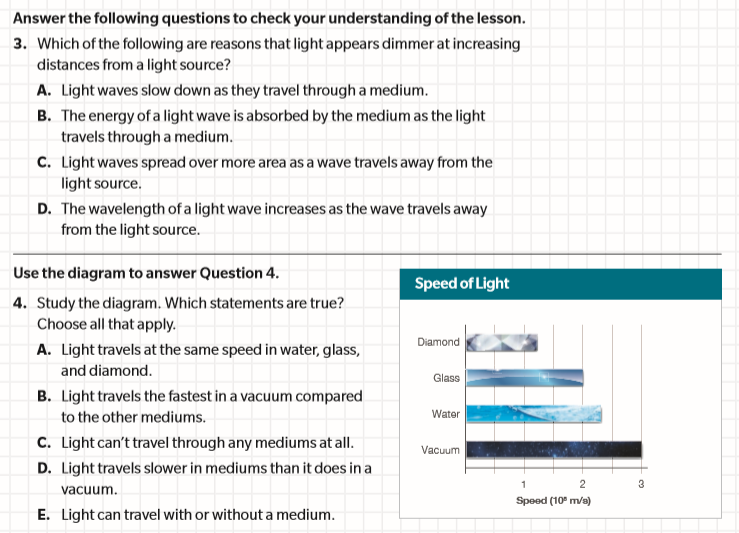 Answer the following questions to check your understanding of the lesson.
3. Which of the following are reasons that light appears dimmer at increasing
distances from a light source?
A. Light waves slow down as they travel through a medium.
B. The energy of a light wave is absorbed by the medium as the light
travels through a medium.
C. Light waves spread over more area as a wave travels away from the
light source.
D. The wavelength of a light wave increases as the wave travels away
from the light source.
Use the diagram to answer Question 4.
4. Study the diagram. Which statements are true?
Choose all that apply.
A. Light travels at the same speed in water, glass,
and diamond.
B. Light travels the fastest in a vacuum compared
to the other mediums.
C. Light can't travel through any mediums at all.
D. Light travels slower in mediums than it does in a
vacuum.
E. Light can travel with or without a medium.
Speed of Light
Diamond
Glass
Water
Vacuum
1 2 3
Speed (10⁸ m/s)